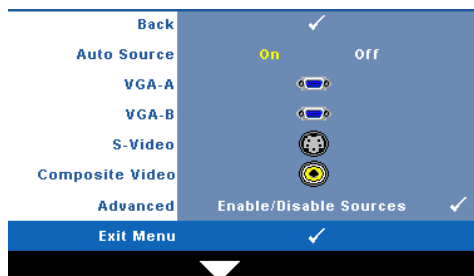 Back
Auto Source On Off
VGA-A
VGA-B
S-Video
Composite Video
Advanced Enable/Disable Sources
Exit Menu